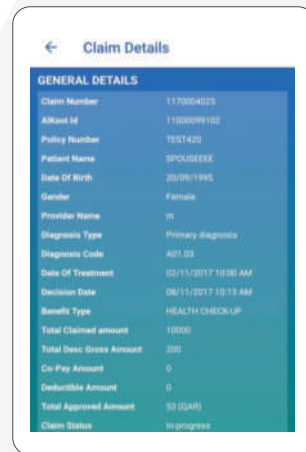 Claim Details
GENERAL DETAILS
Claim Number 1170004025
AlKoot Id 11000099102
Policy Number TEST420
Patient Name SPOUSEEEE
Date Of Birth 20/09/1995
Gender Female
Provider Name m
Diagnosis Type Primary diagnosis
Diagnosis Code A01.03
Date Of Treatment 02/11/2017 10:00 AM
Decision Date 08/11/2017 10:13 AM
Benefit Type HEALTH CHECK-UP
Total Claimed amount 10000
Total Desc Gross Amount 200
Co-Pay Amount 0
Deductible Amount 0
Total Approved Amount 53 (QAR)
Claim Status In-progress